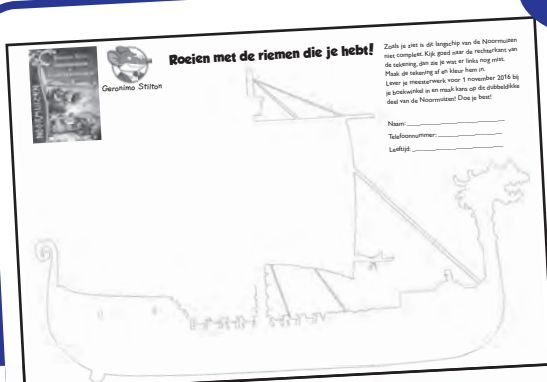 Roeien met de riemen die je hebt!
Geronimo Stilton
NOORMUIZEN
Zoals je ziet is dit langschip van de Noormuizen
niet compleet. Kijk goed naar de rechterkant van
de tekening, dan zie je wat er links nog mist.
Maak de tekening af en kleur hem in.
Lever je meesterwerk voor 1 november 2016 bij
je boekwinkel in en maak kans op dit dubbeldikke
deel van de Noormuizen! Doe je best!
Naam:
Telefoonnummer:
Leeftijd: